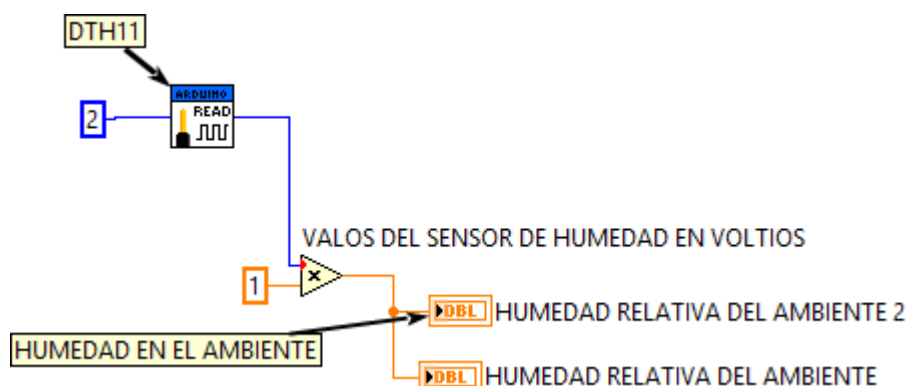 DTH11
ARDUINO
READ
2
VALOS DEL SENSOR DE HUMEDAD EN VOLTIOS
1
x
DBL HUMEDAD RELATIVA DEL AMBIENTE 2
HUMEDAD EN EL AMBIENTE
DBL HUMEDAD RELATIVA DEL AMBIENTE